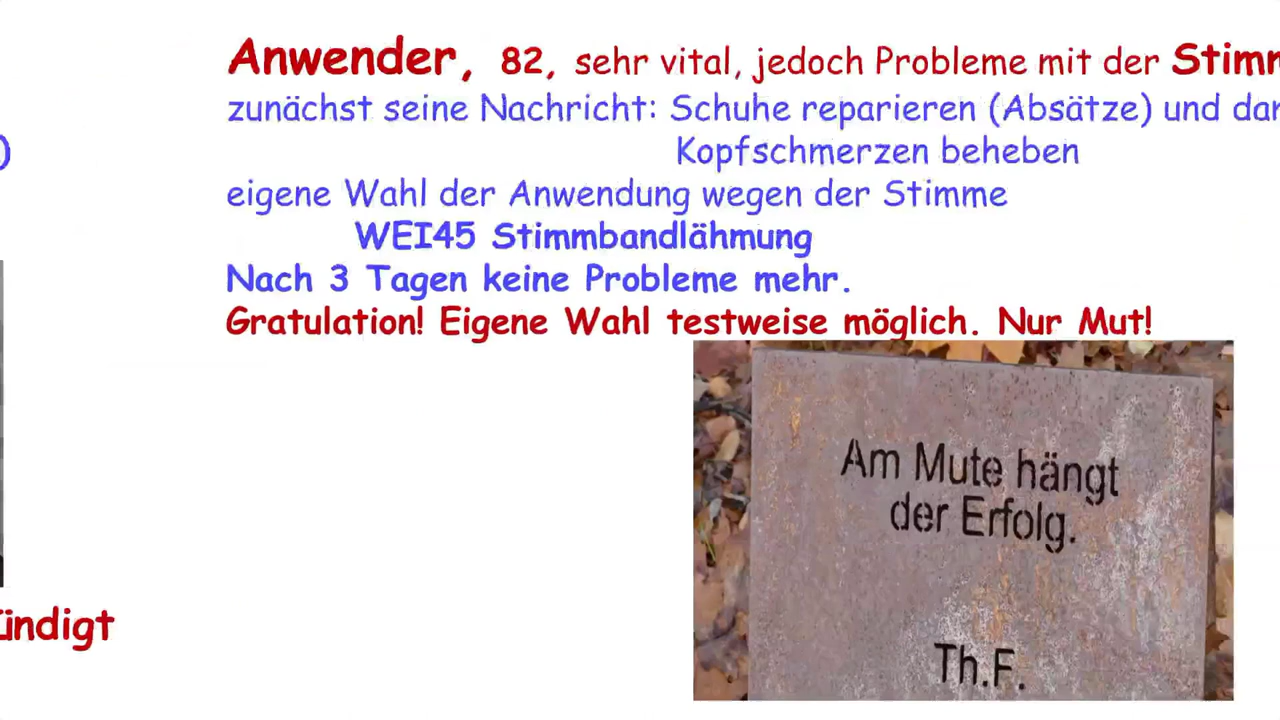 Anwender, 82, sehr vital, jedoch Probleme mit der
zunächst seine Nachricht: Schuhe reparieren (Absätze) und
Kopfschmerzen beheben
eigene Wahl der Anwendung wegen der Stimme
WEI45 Stimmbandlähmung
Nach 3 Tagen keine Probleme mehr.
Gratulation! Eigene Wahl testweise möglich. Nur Mut!
Am Mute hängt
der Erfolg.
Th.F.